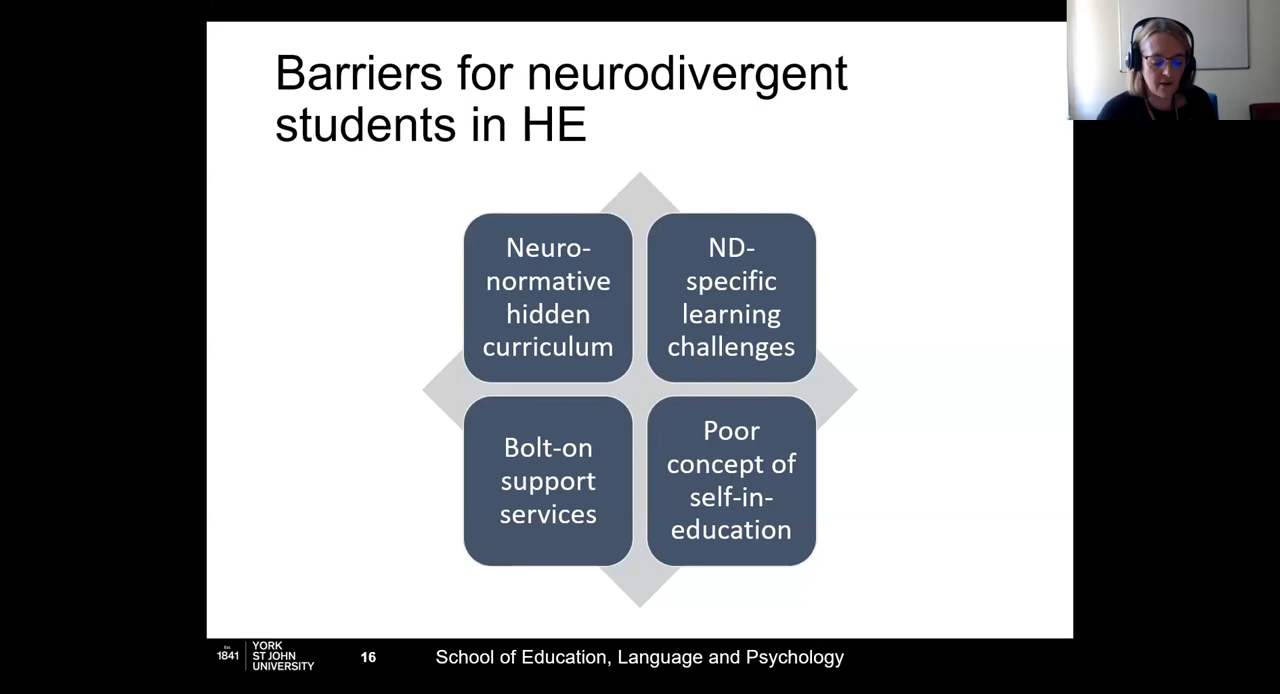 Barriers for neurodivergent
students in HE
Neuro-
normative
hidden
curriculum
ND-
specific
learning
challenges
Bolt-on
support
services
Poor
concept of
self-in-
education
Est.
1841
YORK
ST JOHN
UNIVERSITY
16
School of Education, Language and Psychology